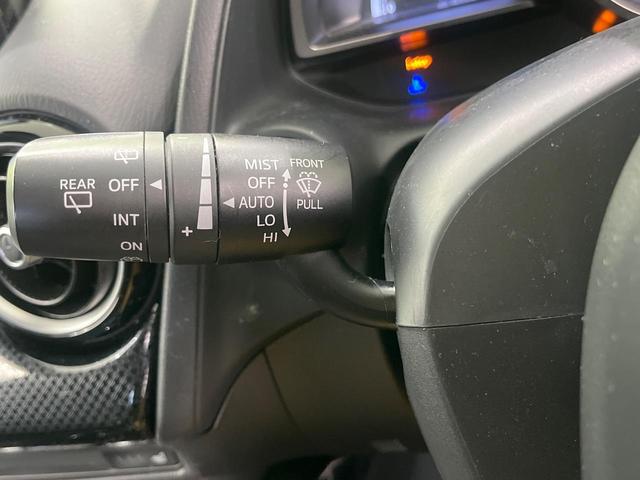 REAR
OFF
INT
ON
+
MIST
OFF
AUTO
LO
HI
FRONT
PULL